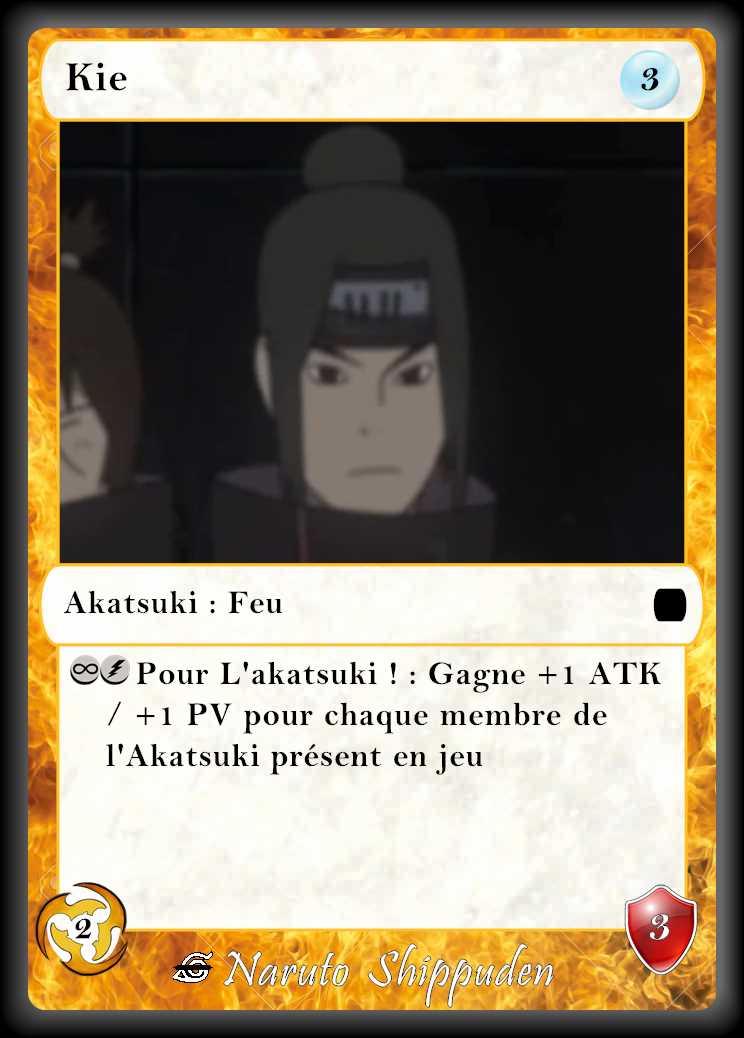 Kie
3
Akatsuki : Feu
Pour L'akatsuki ! : Gagne +1 ATK
/ +1 PV pour chaque membre de
l'Akatsuki présent en jeu
2
3
Naruto Shippuden